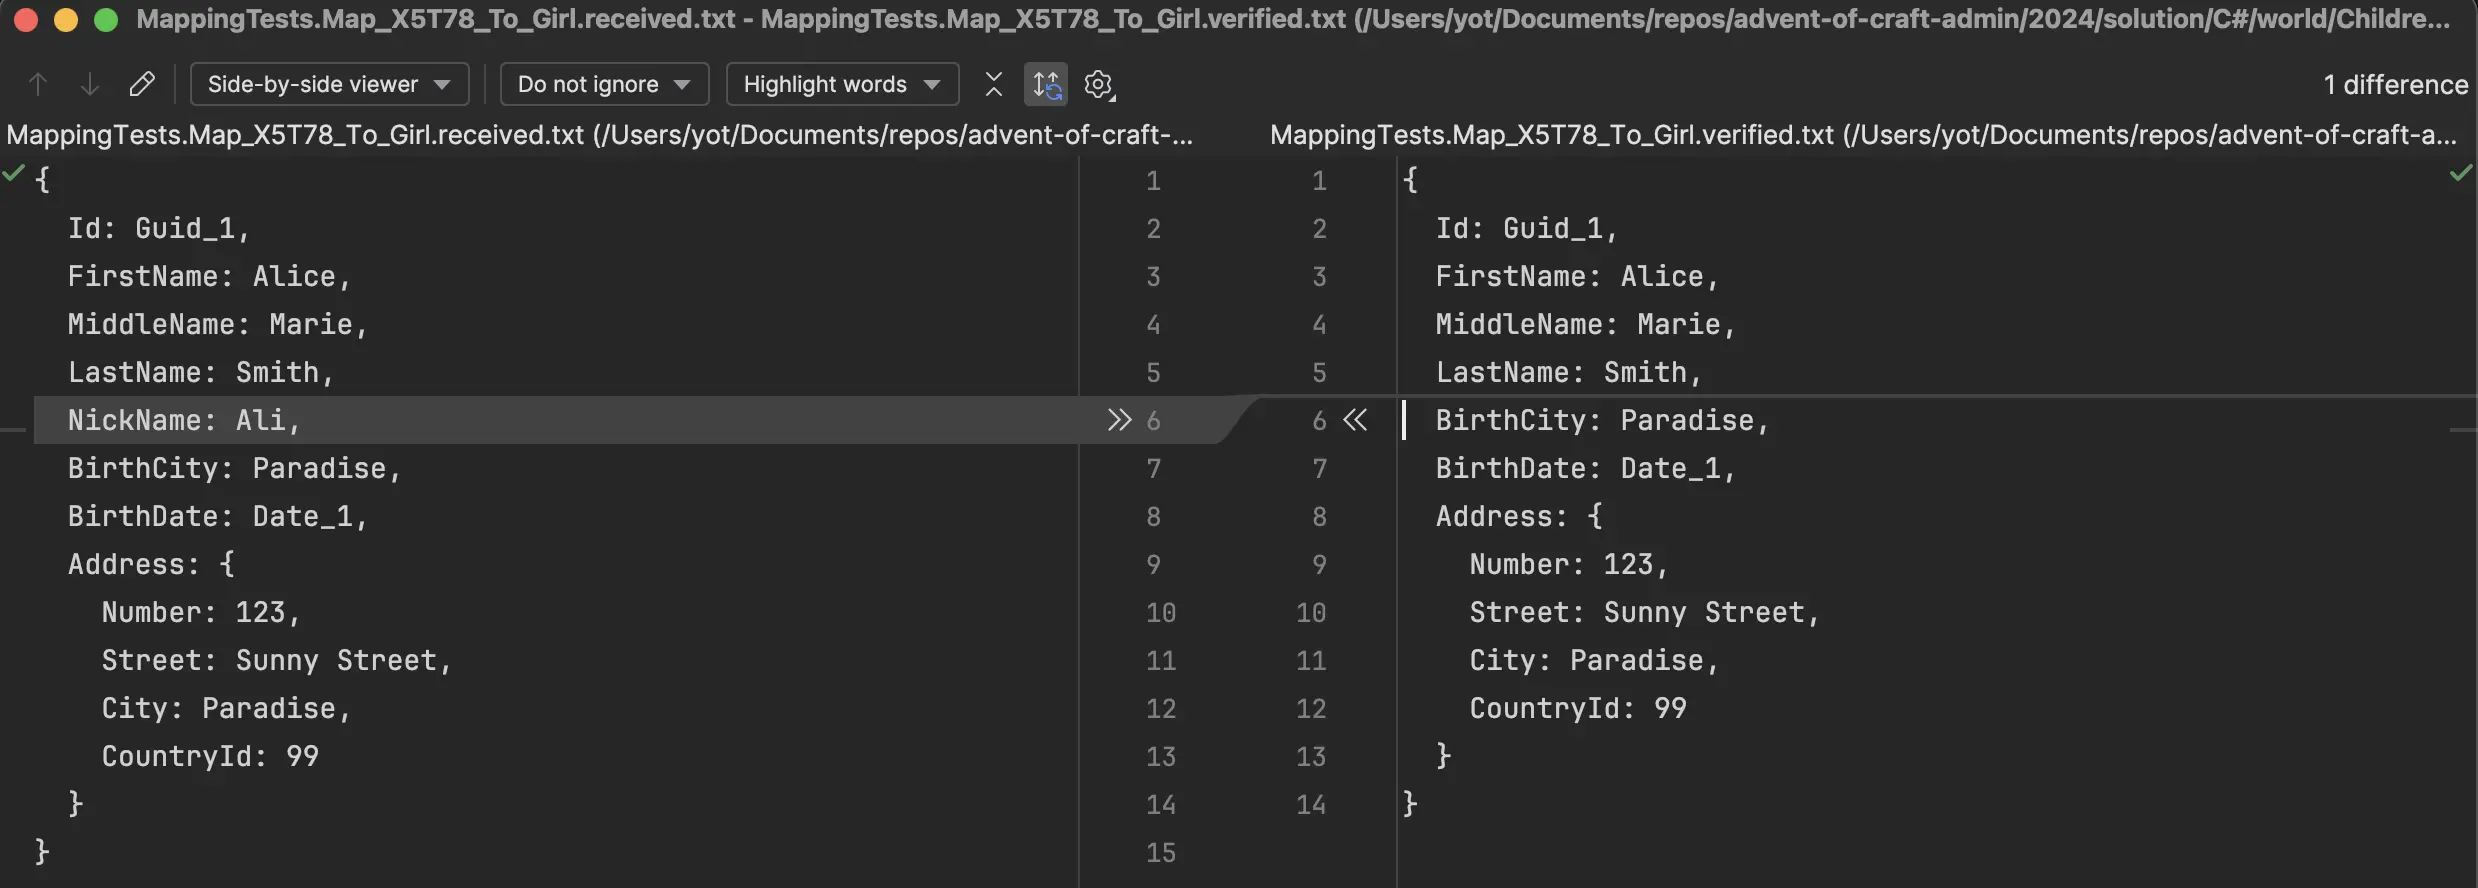 MappingTests.Map_X5T78_To_Girl.received.txt - MappingTests.Map_X5T78_To_Girl.verified.txt (/Users/yot/Documents/repos/advent-of-craft-admin/2024/solution/C#/world/Childre...
Side-by-side viewer Do not ignore Highlight words 1 difference
MappingTests.Map_X5T78_To_Girl.received.txt (/Users/yot/Documents/repos/advent-of-craft-...
{
  Id: Guid_1,
  FirstName: Alice,
  MiddleName: Marie,
  LastName: Smith,
  NickName: Ali,
  BirthCity: Paradise,
  BirthDate: Date_1,
  Address: {
    Number: 123,
    Street: Sunny Street,
    City: Paradise,
    CountryId: 99
  }
}
1
2
3
4
5
6
7
8
9
10
11
12
13
14
15
MappingTests.Map_X5T78_To_Girl.verified.txt (/Users/yot/Documents/repos/advent-of-craft-a...
1 {
2   Id: Guid_1,
3   FirstName: Alice,
4   MiddleName: Marie,
5   LastName: Smith,
6   BirthCity: Paradise,
7   BirthDate: Date_1,
8   Address: {
9     Number: 123,
10     Street: Sunny Street,
11     City: Paradise,
12     CountryId: 99
13   }
14 }